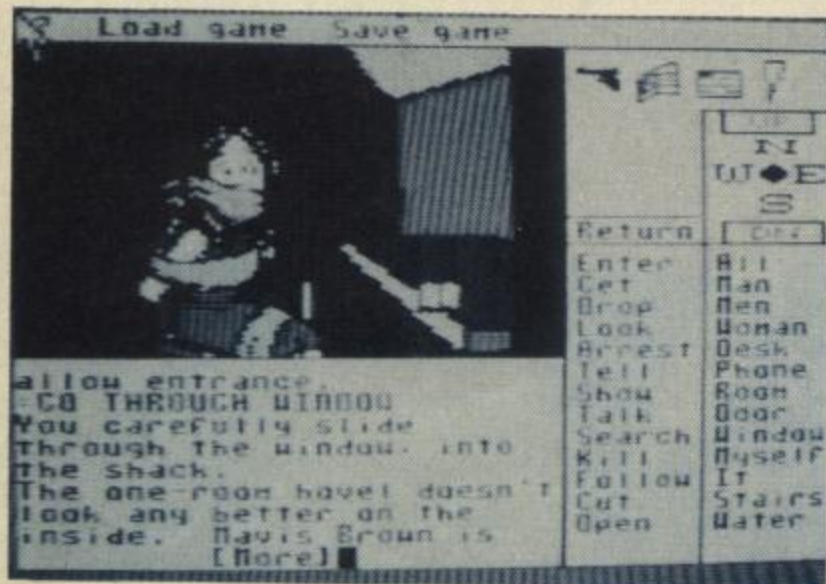 Load game Save game
N
W E
S
Return
Enter All
Get Man
Drop Men
Look Woman
Arrest Desk
Tell Phone
Show Room
Talk Door
Search Window
Kill Myself
Follow It
Cut Stairs
Open Water
allow entrance.
GO THROUGH WINDOW
You carefully slide
through the window, into
the shack.
The one-room hovel doesn't
look any better on the
inside. Mavis Brown is
[More]